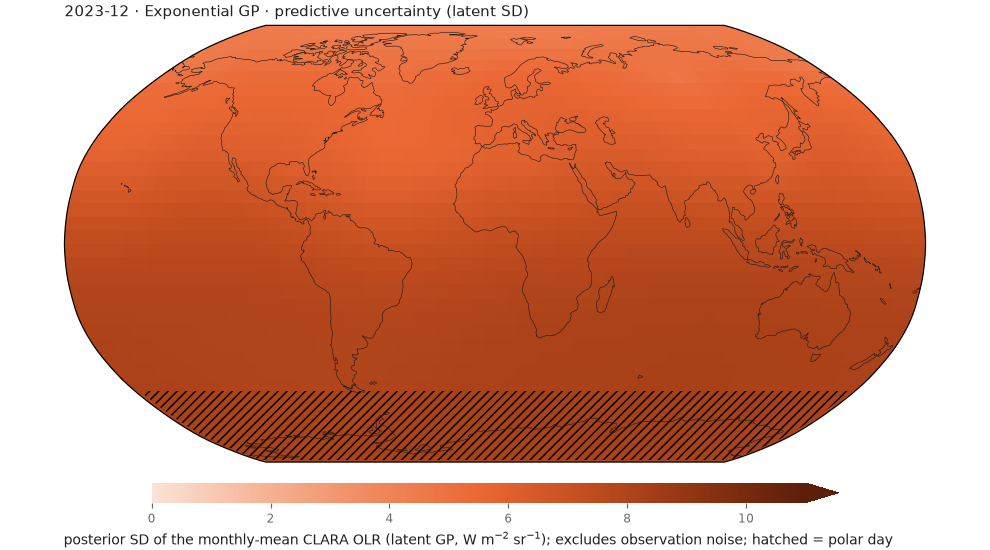 2023-12 · Exponential GP · predictive uncertainty (latent SD)
0 2 4 6 8 10
posterior SD of the monthly-mean CLARA OLR (latent GP, W m⁻² sr⁻¹); excludes observation noise; hatched = polar day